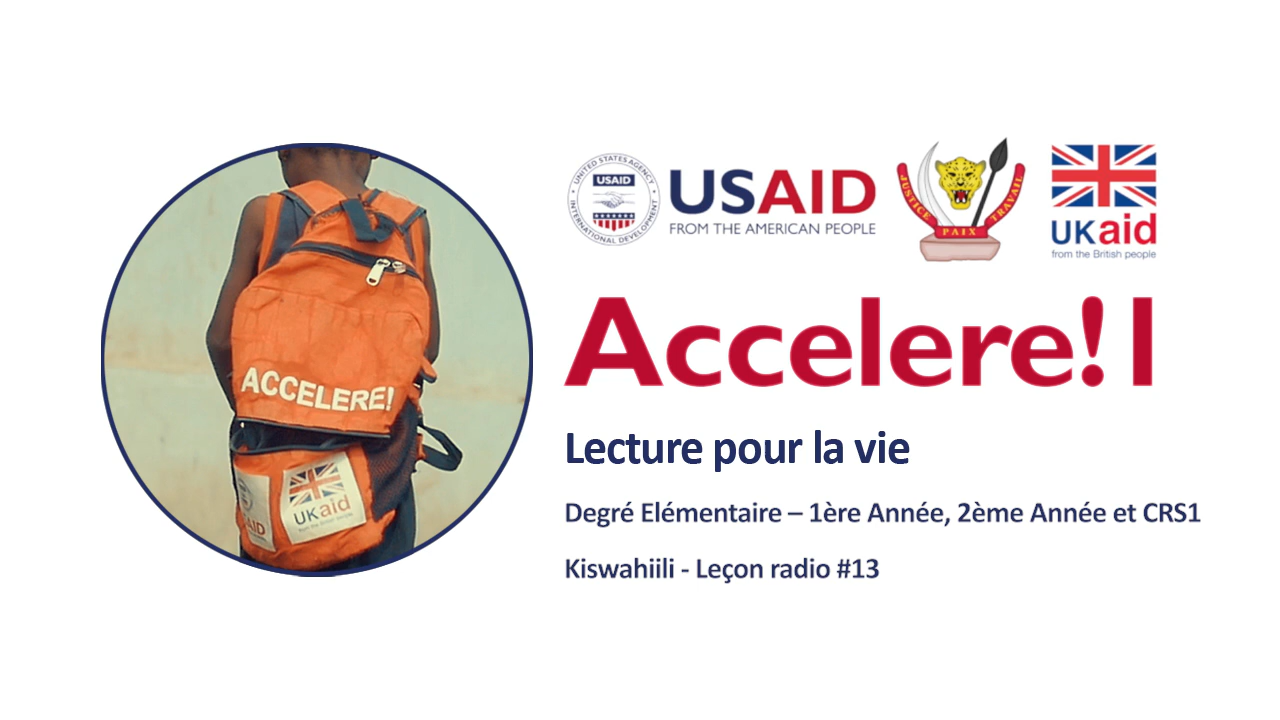 ACCELERE!
UKaid
UNITED STATES AGENCY
USAID
INTERNATIONAL DEVELOPMENT
USAID
FROM THE AMERICAN PEOPLE
JUSTICE
PAIX
TRAVAIL
UKaid
from the British people
Accelere! I
Lecture pour la vie
Degré Elémentaire – 1ère Année, 2ème Année et CRS1
Kiswahiili - Leçon radio #13